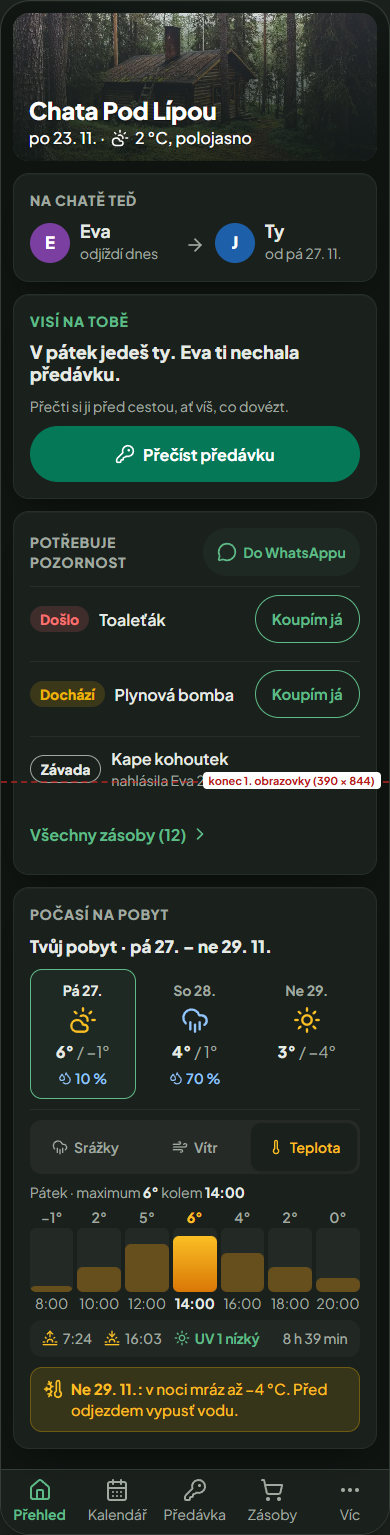 Chata Pod Lípou
po 23. 11. · 2 °C, polojasno
NA CHATĚ TEĎ
E Eva → J Ty
odjíždí dnes od pá 27. 11.
VISÍ NA TOBĚ
V pátek jedeš ty. Eva ti nechala
předávku.
Přečti si ji před cestou, ať víš, co dovézt.
Přečíst předávku
POTŘEBUJE
POZORNOST
Do WhatsAppu
Došlo Toaleťák Koupím já
Dochází Plynová bomba Koupím já
Závada Kape kohoutek
nahlásila Eva 2
konec 1. obrazovky (390 × 844)
Všechny zásoby (12) >
POČASÍ NA POBYT
Tvůj pobyt · pá 27. – ne 29. 11.
Pá 27. So 28. Ne 29.
6° / −1° 4° / 1° 3° / −4°
10 % 70 %
Srážky Vítr Teplota
Pátek · maximum 6° kolem 14:00
−1° 2° 5° 6° 4° 2° 0°
8:00 10:00 12:00 14:00 16:00 18:00 20:00
7:24 16:03 UV 1 nízký 8 h 39 min
Ne 29. 11.: v noci mráz až −4 °C. Před
odjezdem vypusť vodu.
Přehled Kalendář Předávka Zásoby Víc